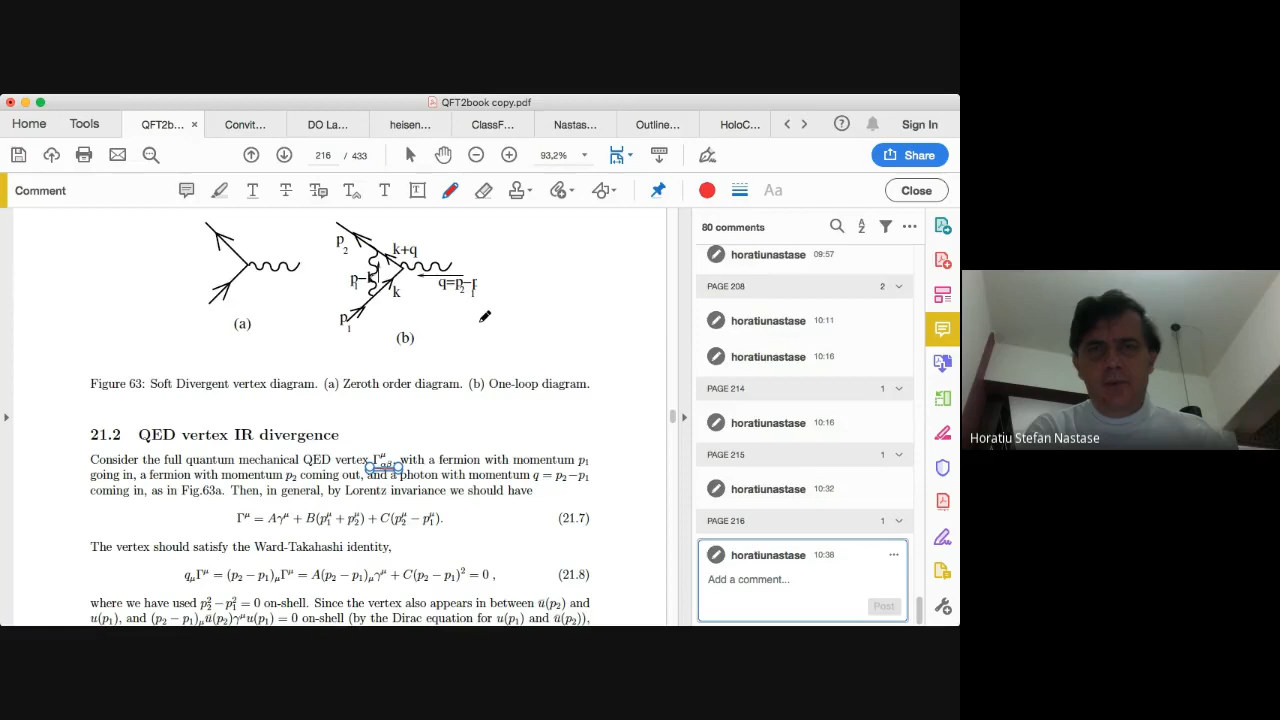 QFT2book copy.pdf
Home Tools QFT2b... × Convit... DO La... heisen... ClassF... Nastas... Outline... HoloC... Sign In
216 / 433 93,2% Share
Comment T T Aa Close
p2 k+q
p1−k q=p2−p1
k
p1
(a)
(b)
Figure 63: Soft Divergent vertex diagram. (a) Zeroth order diagram. (b) One-loop diagram.
21.2 QED vertex IR divergence
Consider the full quantum mechanical QED vertex Γ^μ_αβ with a fermion with momentum p1
going in, a fermion with momentum p2 coming out, and a photon with momentum q = p2−p1
coming in, as in Fig.63a. Then, in general, by Lorentz invariance we should have
Γ^μ = Aγ^μ + B(p1^μ + p2^μ) + C(p2^μ − p1^μ). (21.7)
The vertex should satisfy the Ward-Takahashi identity,
qμΓ^μ = (p2 − p1)μΓ^μ = A(p2 − p1)μγ^μ + C(p2 − p1)² = 0 , (21.8)
where we have used p2² − p1² = 0 on-shell. Since the vertex also appears in between ū(p2) and
u(p1), and (p2 − p1)μū(p2)γ^μu(p1) = 0 on-shell (by the Dirac equation for u(p1) and ū(p2)),
80 comments
horatiunastase 09:57
PAGE 208 2
horatiunastase 10:11
horatiunastase 10:16
PAGE 214 1
horatiunastase 10:16
PAGE 215 1
horatiunastase 10:32
PAGE 216 1
horatiunastase 10:38
Add a comment...
Post
Horatiu Stefan Nastase